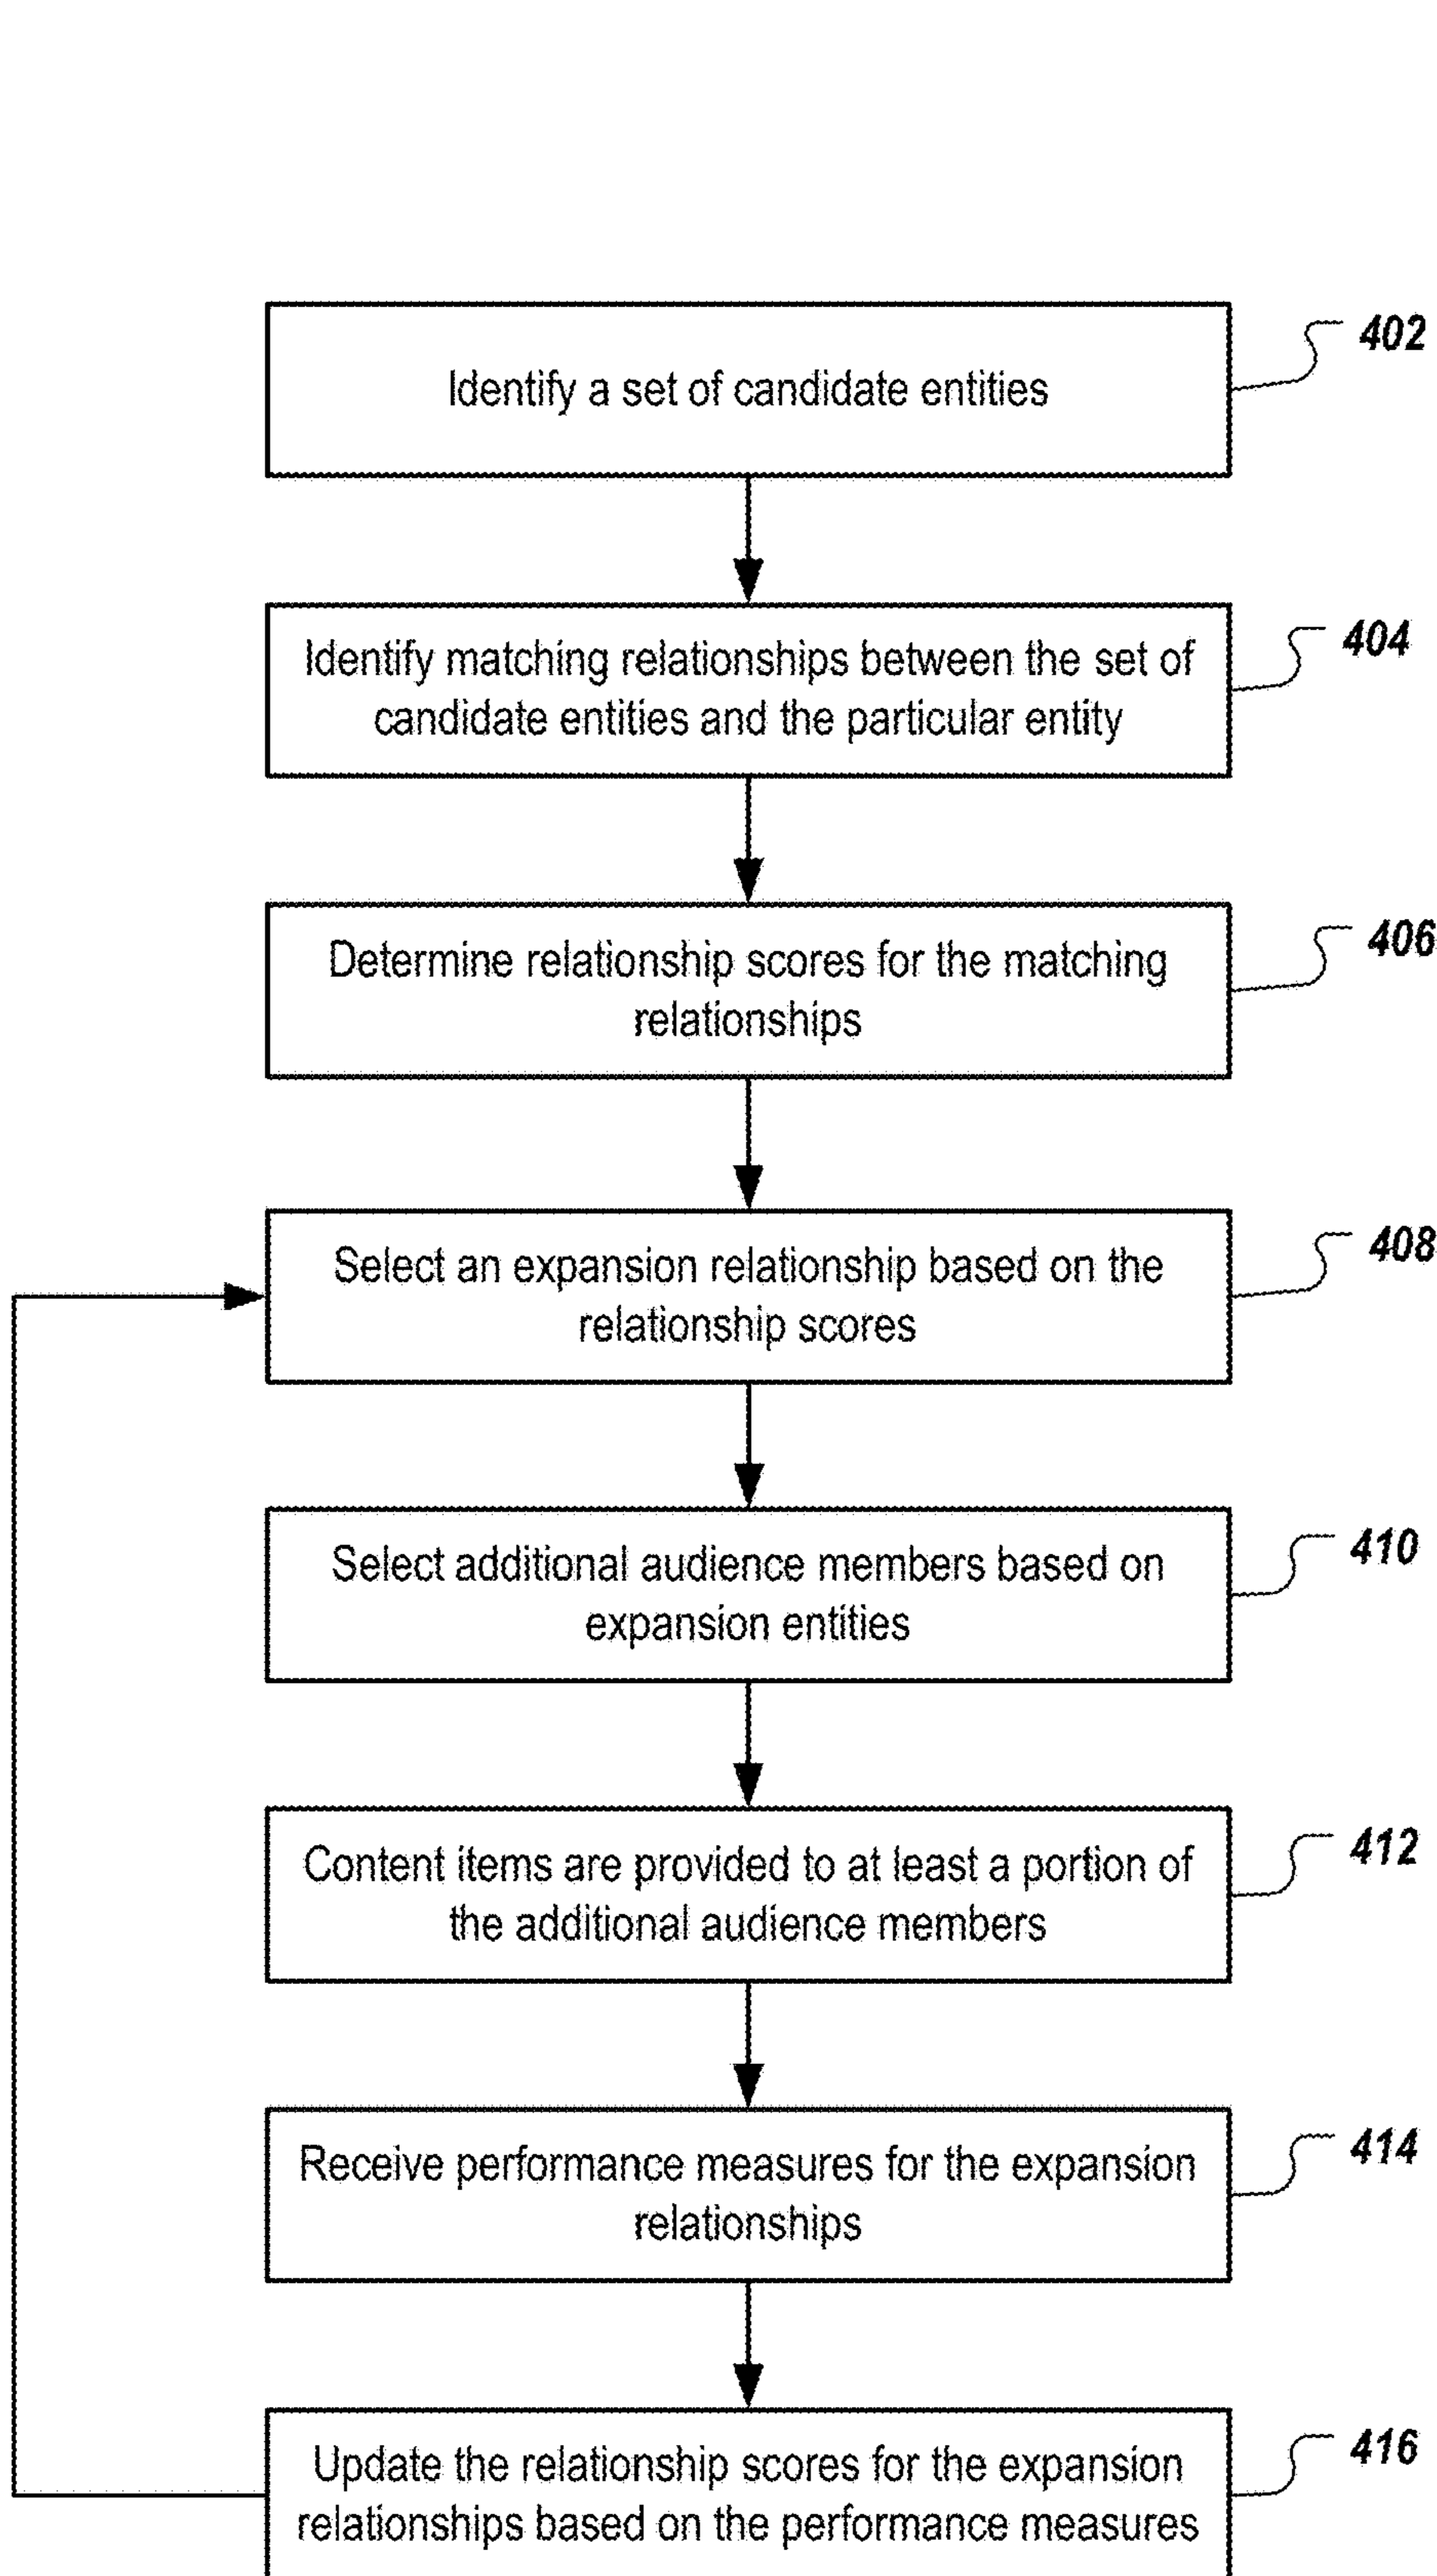 Identify a set of candidate entities
402
Identify matching relationships between the set of
candidate entities and the particular entity
404
Determine relationship scores for the matching
relationships
406
Select an expansion relationship based on the
relationship scores
408
Select additional audience members based on
expansion entities
410
Content items are provided to at least a portion of
the additional audience members
412
Receive performance measures for the expansion
relationships
414
Update the relationship scores for the expansion
relationships based on the performance measures
416